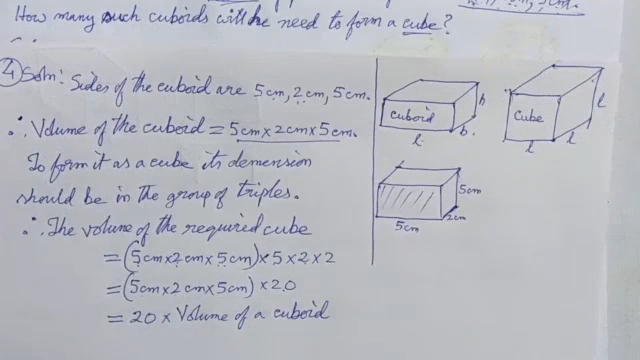 How many such cuboids will he need to form a cube?
4 Soln: Sides of the cuboid are 5cm, 2cm, 5cm.
∴ Volume of the cuboid = 5cm×2cm×5cm.
To form it as a cube its demension
should be in the group of triples.
∴ The volume of the required cube
= (5cm×2cm×5cm)×5×2×2
= (5cm×2cm×5cm)×20
= 20 × Volume of a cuboid
cuboid
h
b
l
Cube
l
l
l
5cm
2cm
5cm